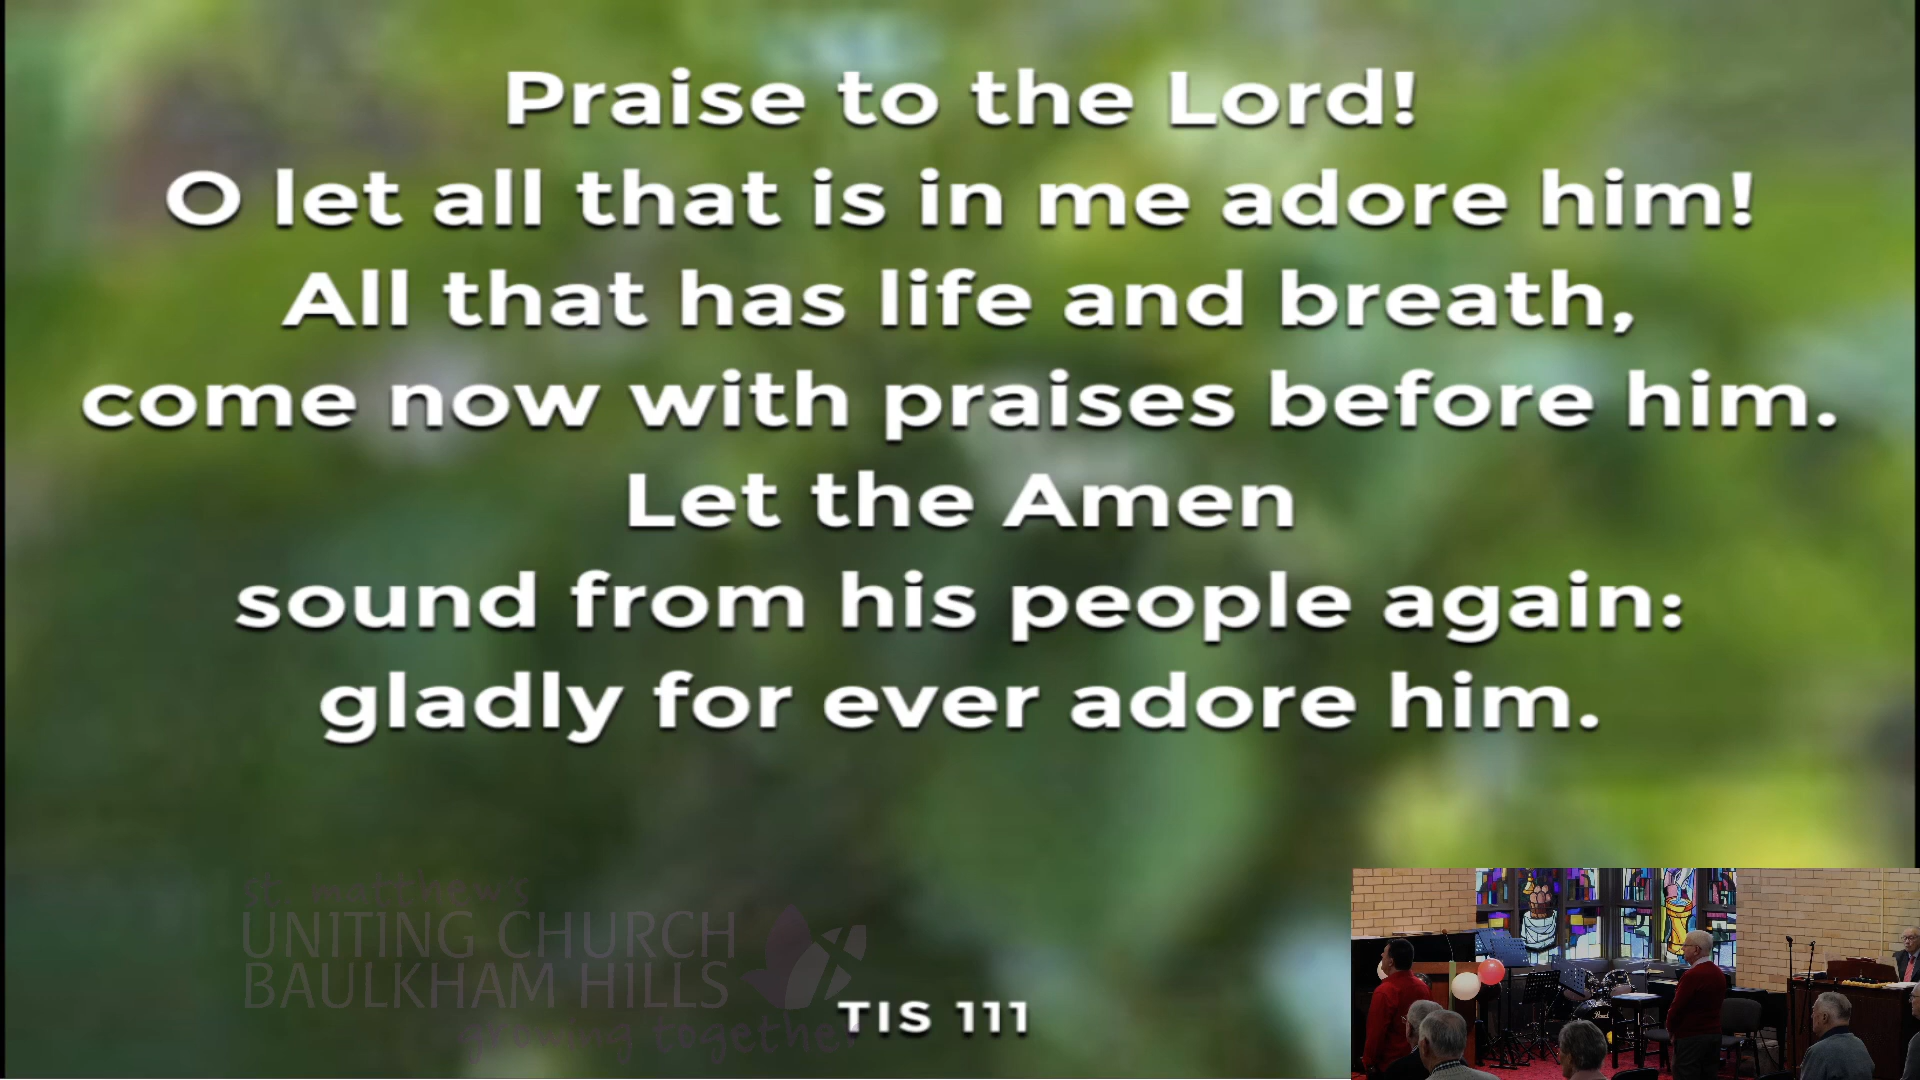 Praise to the Lord!
O let all that is in me adore him!
All that has life and breath,
come now with praises before him.
Let the Amen
sound from his people again:
gladly for ever adore him.
st. matthew's
UNITING CHURCH
BAULKHAM HILLS
growing together
TIS 111